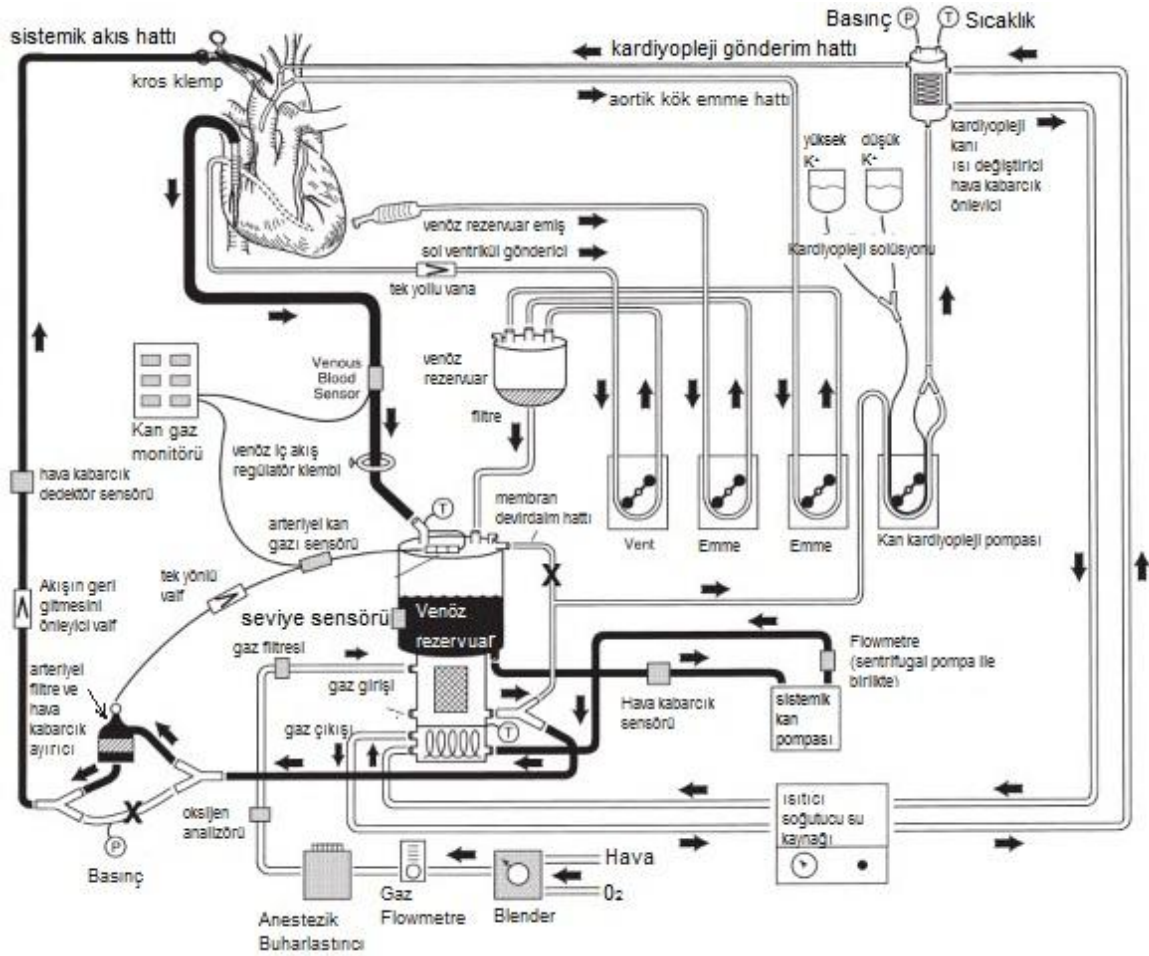 Basınç P T Sıcaklık
sistemik akıs hattı
kardiyopleji gönderim hattı
kros klemp
aortik kök emme hattı
yüksek
K+
düşük
K+
kardiyopleji
kanı
ısı değiştirici
hava kabarcık
önleyici
venöz rezervuar emiş
sol ventrikül gönderici
Kardiyopleji solüsyonu
tek yollu vana
Venous
Blood
Sensor
venöz
rezervuar
filtre
Kan gaz
monitörü
venöz iç akış
regülatör klembi
hava kabarcık
dedektör sensörü
T
membran
devirdaim hattı
arteriyel kan
gazı sensörü
Vent
Emme
Emme
Kan kardiyopleji pompası
tek yönlü
valf
X
Akışın geri
gitmesini
önleyici valf
seviye sensörü
Venöz
rezervuar
gaz filtresi
Flowmetre
(sentrifugal pompa ile
birlikte)
arteriyel
filtre ve
hava
kabarcık
ayırıcı
gaz girişi
Hava kabarcık
sensörü
sistemik
kan
pompası
gaz çıkışı
T
X
oksijen
analizörü
ısıtıcı
soğutucu su
kaynağı
P
Basınç
Hava
O2
Anestezik
Buharlastırıcı
Gaz
Flowmetre
Blender